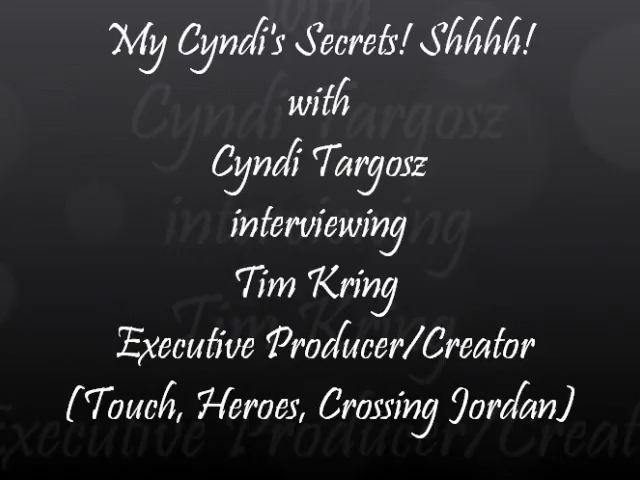 My Cyndi's Secrets! Shhhh!
with
Cyndi Targosz
interviewing
Tim Kring
Executive Producer/Creator
(Touch, Heroes, Crossing Jordan)